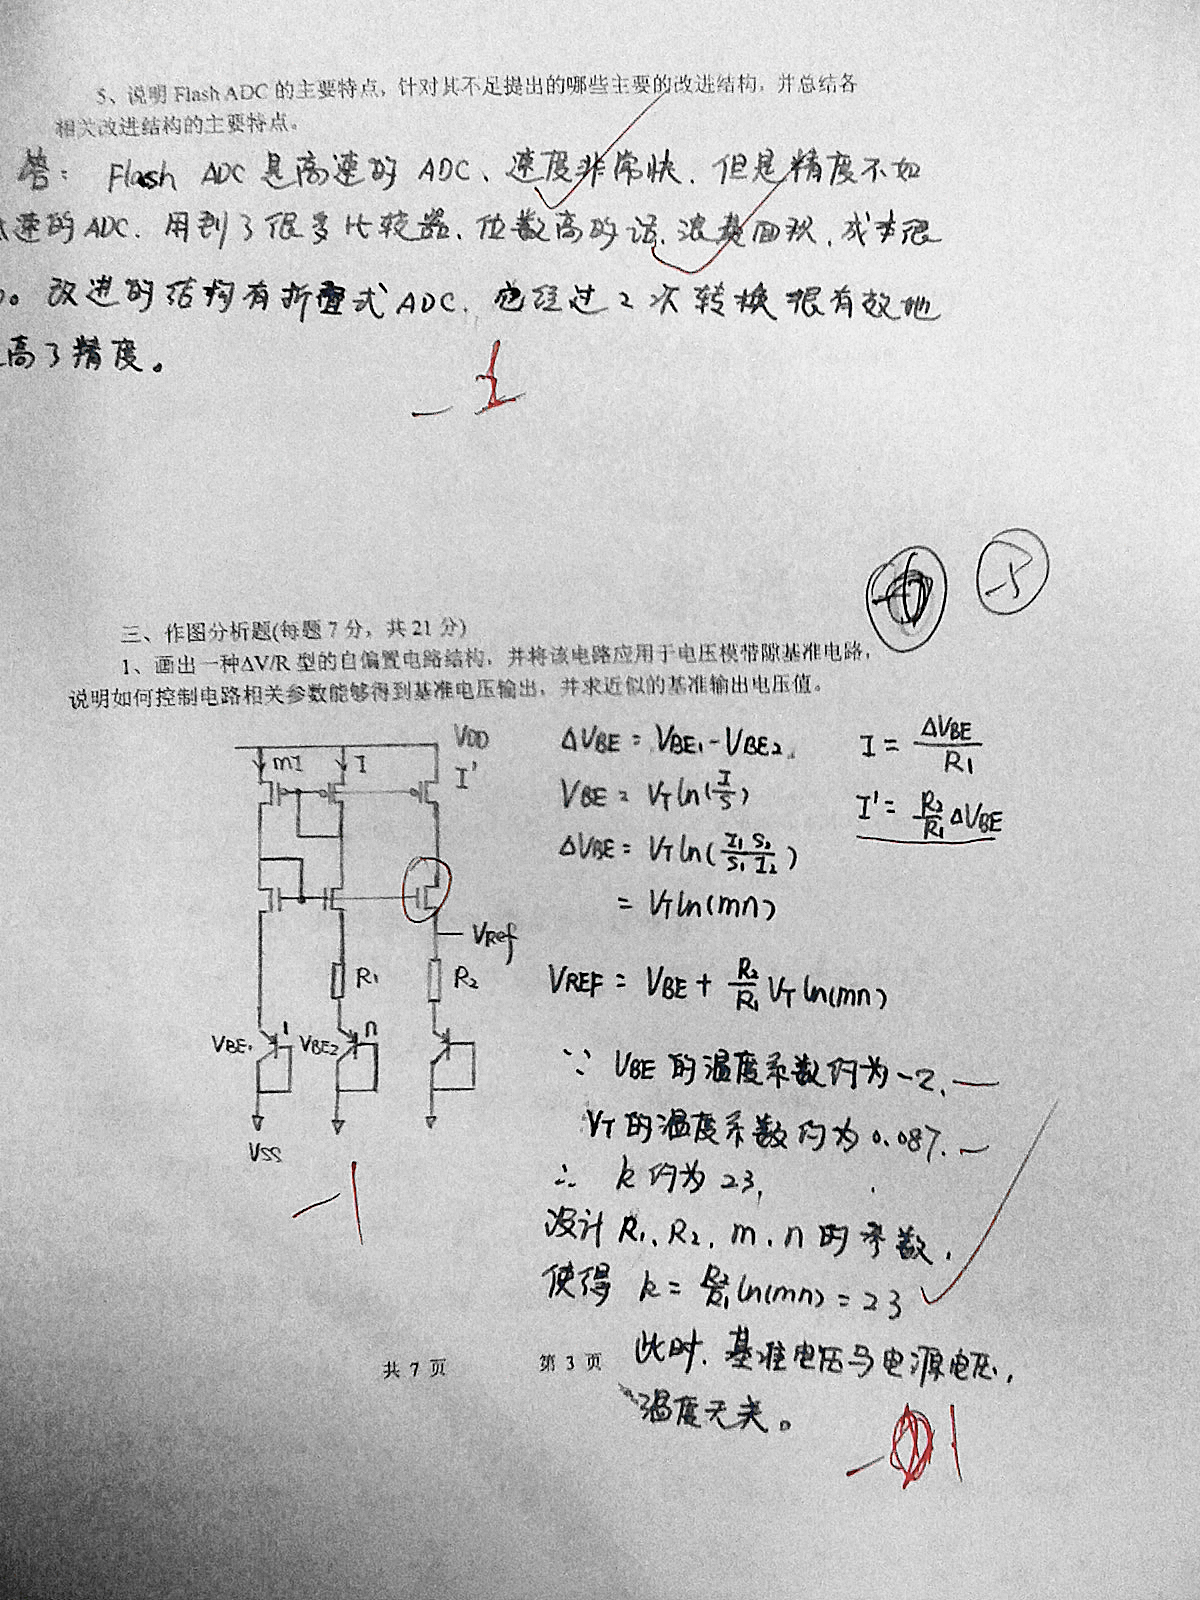 5、说明 Flash ADC 的主要特点，针对其不足提出的哪些主要的改进结构，并总结各
相关改进结构的主要特点。
答：Flash ADC 是高速的 ADC、速度非常快．但是精度不如
速的 ADC．用到了很多比较器、位数高的话．浪费面积，成本很
。改进的结构有折叠式 ADC．它经过2次转换很有效地
高了精度。
-1
-5
三、作图分析题(每题 7 分，共 21 分)
1、画出一种ΔV/R 型的自偏置电路结构，并将该电路应用于电压模带隙基准电路，
说明如何控制电路相关参数能够得到基准电压输出，并求近似的基准输出电压值。
VDD
mI I I'
VRef
R1 R2
VBE1 1 VBE2 n
VSS
-1
ΔVBE = VBE1 - VBE2． I = ΔVBE/R1
VBE = VT ln(I/S) I' = R2/R1 ΔVBE
ΔVBE = VT ln(I1 S2/S1 I2)
= VT ln(mn)
VREF = VBE + R2/R1 VT ln(mn)
∵ VBE 的温度系数约为 -2．
VT 的温度系数约为 0.087．
∴ k 约为 23，
设计 R1、R2、m、n 的参数，
使得 k = R2/R1 ln(mn) = 23
此时．基准电压与电源电压，
温度无关。
共 7 页 第 3 页
-1